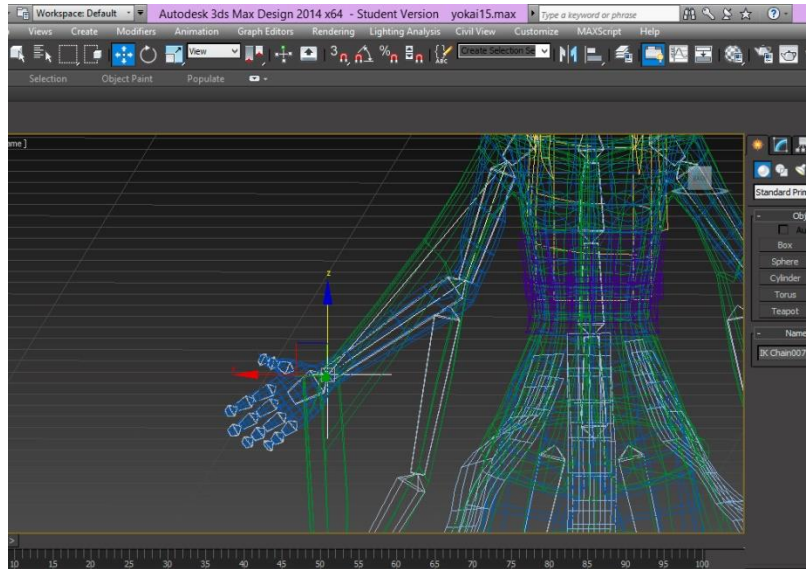 Workspace: Default Autodesk 3ds Max Design 2014 x64 - Student Version yokai15.max Type a keyword or phrase
Views Create Modifiers Animation Graph Editors Rendering Lighting Analysis Civil View Customize MAXScript Help
View 3 % ABC Create Selection Se
Selection Object Paint Populate
ame ]
z
Standard Prin
- Obj
Au
Box
Sphere
Cylinder
Torus
Teapot
- Name
IK Chain007
>
10 15 20 25 30 35 40 45 50 55 60 65 70 75 80 85 90 95 100